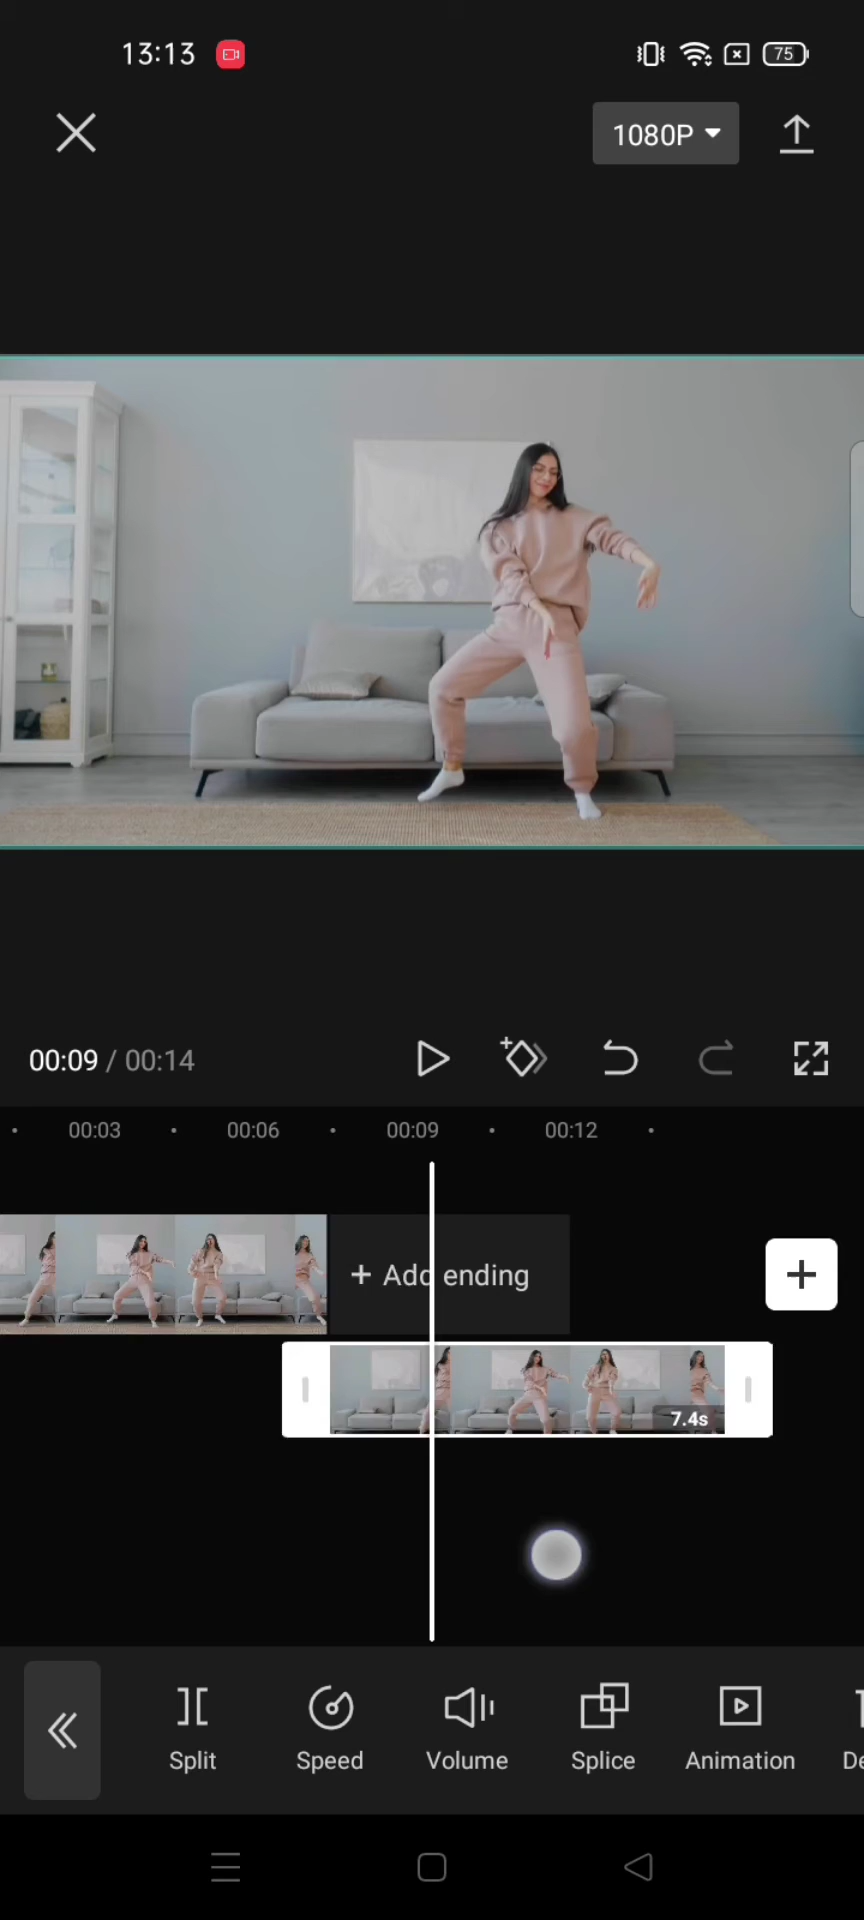 13:13
75
1080P
00:09 / 00:14
00:03 00:06 00:09 00:12
+ Add ending
7.4s
Split Speed Volume Splice Animation De